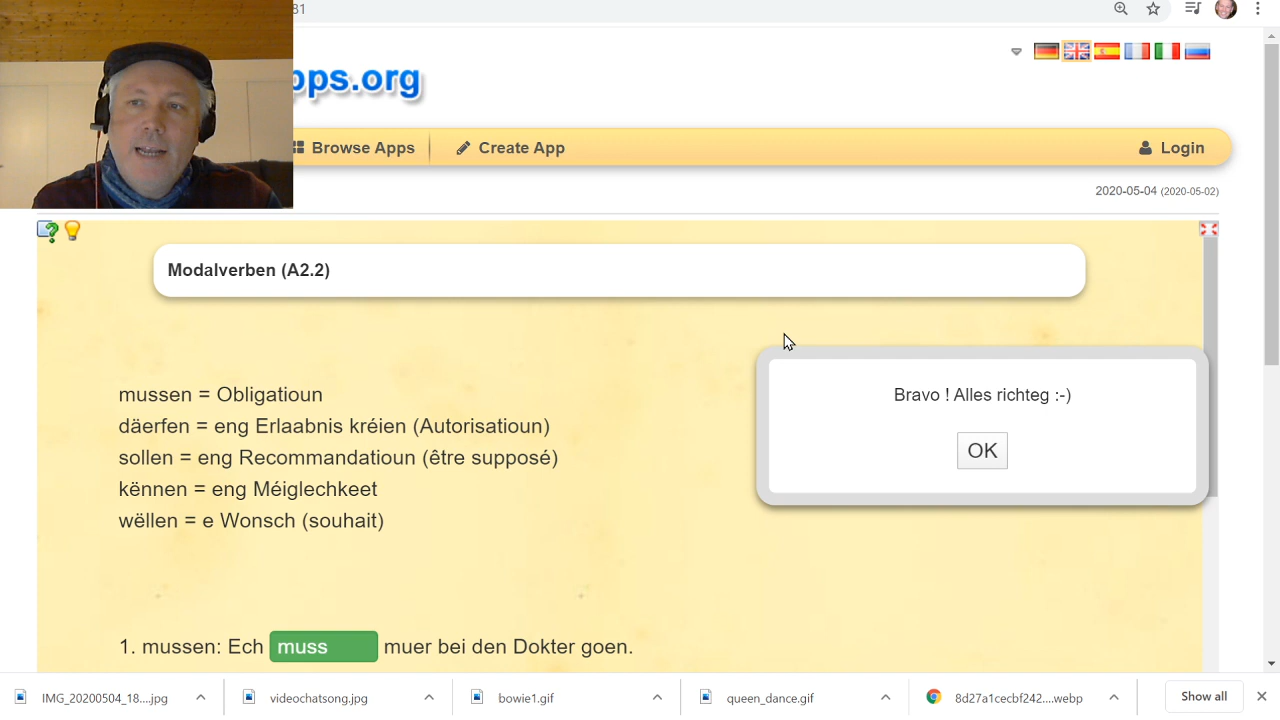 81
pps.org
Browse Apps
Create App
Login
2020-05-04 (2020-05-02)
Modalverben (A2.2)
mussen = Obligatioun
däerfen = eng Erlaabnis kréien (Autorisatioun)
sollen = eng Recommandatioun (être supposé)
kënnen = eng Méiglechkeet
wëllen = e Wonsch (souhait)
Bravo ! Alles richteg :-)
OK
1. mussen: Ech muss muer bei den Dokter goen.
IMG_20200504_18....jpg
videochatsong.jpg
bowie1.gif
queen_dance.gif
8d27a1cecbf242....webp
Show all